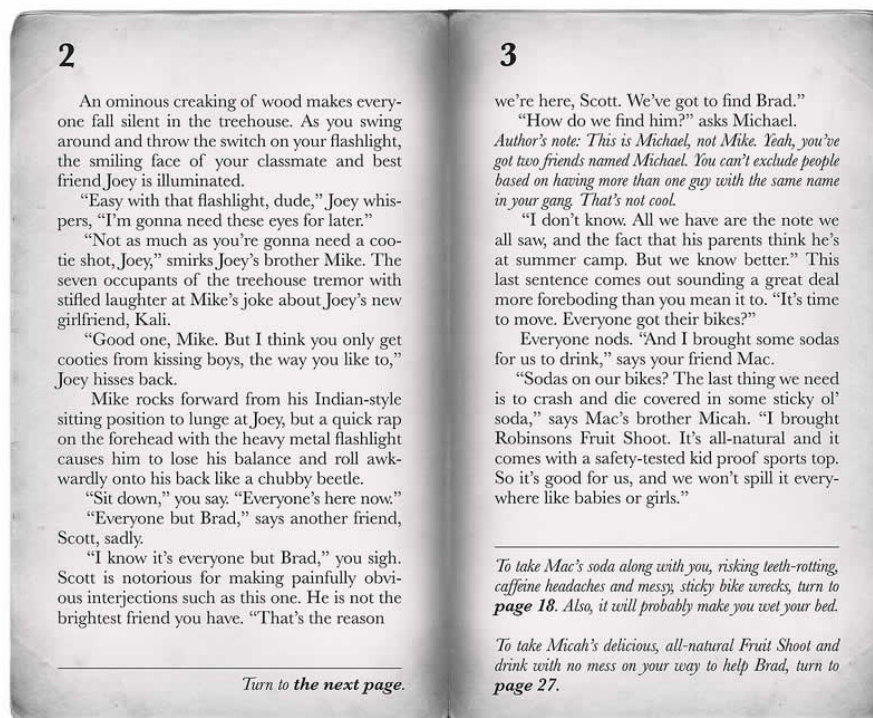 2
An ominous creaking of wood makes every-
one fall silent in the treehouse. As you swing
around and throw the switch on your flashlight,
the smiling face of your classmate and best
friend Joey is illuminated.
“Easy with that flashlight, dude,” Joey whis-
pers, “I’m gonna need these eyes for later.”
“Not as much as you’re gonna need a coo-
tie shot, Joey,” smirks Joey’s brother Mike. The
seven occupants of the treehouse tremor with
stifled laughter at Mike’s joke about Joey’s new
girlfriend, Kali.
“Good one, Mike. But I think you only get
cooties from kissing boys, the way you like to,”
Joey hisses back.
Mike rocks forward from his Indian-style
sitting position to lunge at Joey, but a quick rap
on the forehead with the heavy metal flashlight
causes him to lose his balance and roll awk-
wardly onto his back like a chubby beetle.
“Sit down,” you say. “Everyone’s here now.”
“Everyone but Brad,” says another friend,
Scott, sadly.
“I know it’s everyone but Brad,” you sigh.
Scott is notorious for making painfully obvi-
ous interjections such as this one. He is not the
brightest friend you have. “That’s the reason
Turn to the next page.
3
we’re here, Scott. We’ve got to find Brad.”
“How do we find him?” asks Michael.
Author’s note: This is Michael, not Mike. Yeah, you’ve
got two friends named Michael. You can’t exclude people
based on having more than one guy with the same name
in your gang. That’s not cool.
“I don’t know. All we have are the note we
all saw, and the fact that his parents think he’s
at summer camp. But we know better.” This
last sentence comes out sounding a great deal
more foreboding than you mean it to. “It’s time
to move. Everyone got their bikes?”
Everyone nods. “And I brought some sodas
for us to drink,” says your friend Mac.
“Sodas on our bikes? The last thing we need
is to crash and die covered in some sticky ol’
soda,” says Mac’s brother Micah. “I brought
Robinsons Fruit Shoot. It’s all-natural and it
comes with a safety-tested kid proof sports top.
So it’s good for us, and we won’t spill it every-
where like babies or girls.”
To take Mac’s soda along with you, risking teeth-rotting,
caffeine headaches and messy, sticky bike wrecks, turn to
page 18. Also, it will probably make you wet your bed.
To take Micah’s delicious, all-natural Fruit Shoot and
drink with no mess on your way to help Brad, turn to
page 27.